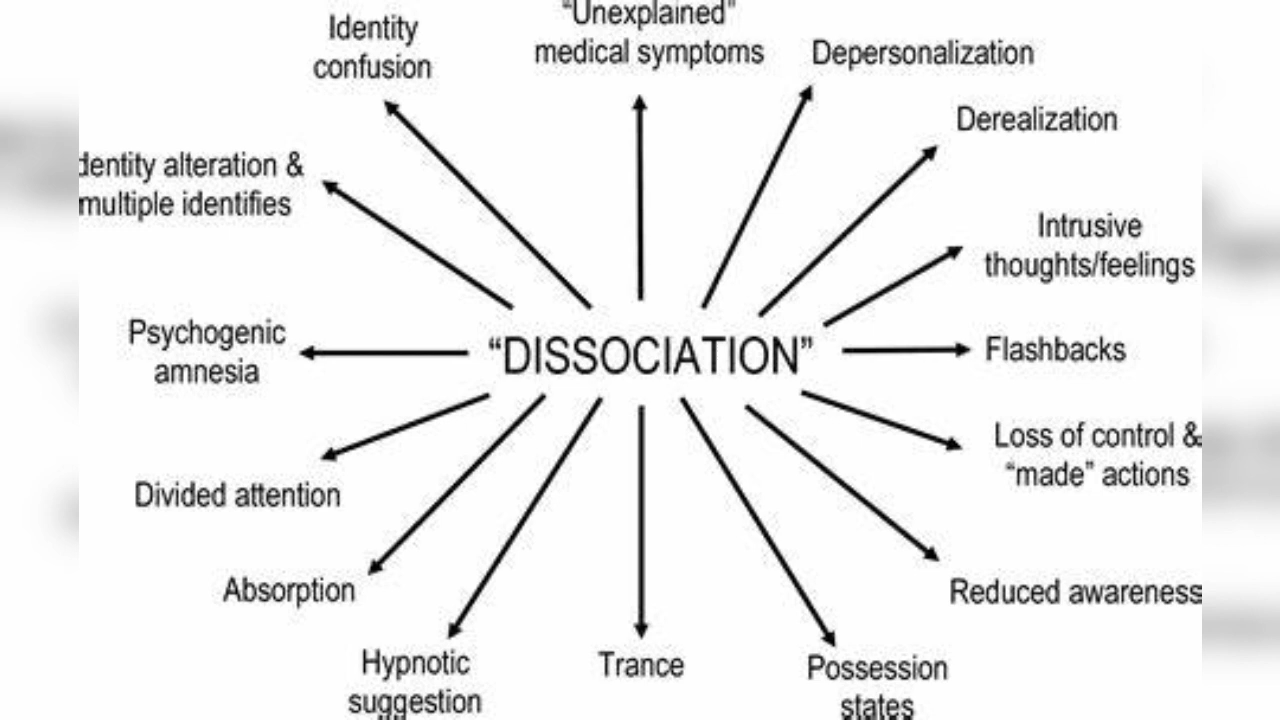 Identity
confusion
“Unexplained”
medical symptoms
Depersonalization
Derealization
dentity alteration &
multiple identifies
Intrusive
thoughts/feelings
Psychogenic
amnesia
“DISSOCIATION”
Flashbacks
Loss of control &
“made” actions
Divided attention
Absorption
Reduced awareness
Hypnotic
suggestion
Trance
Possession
states